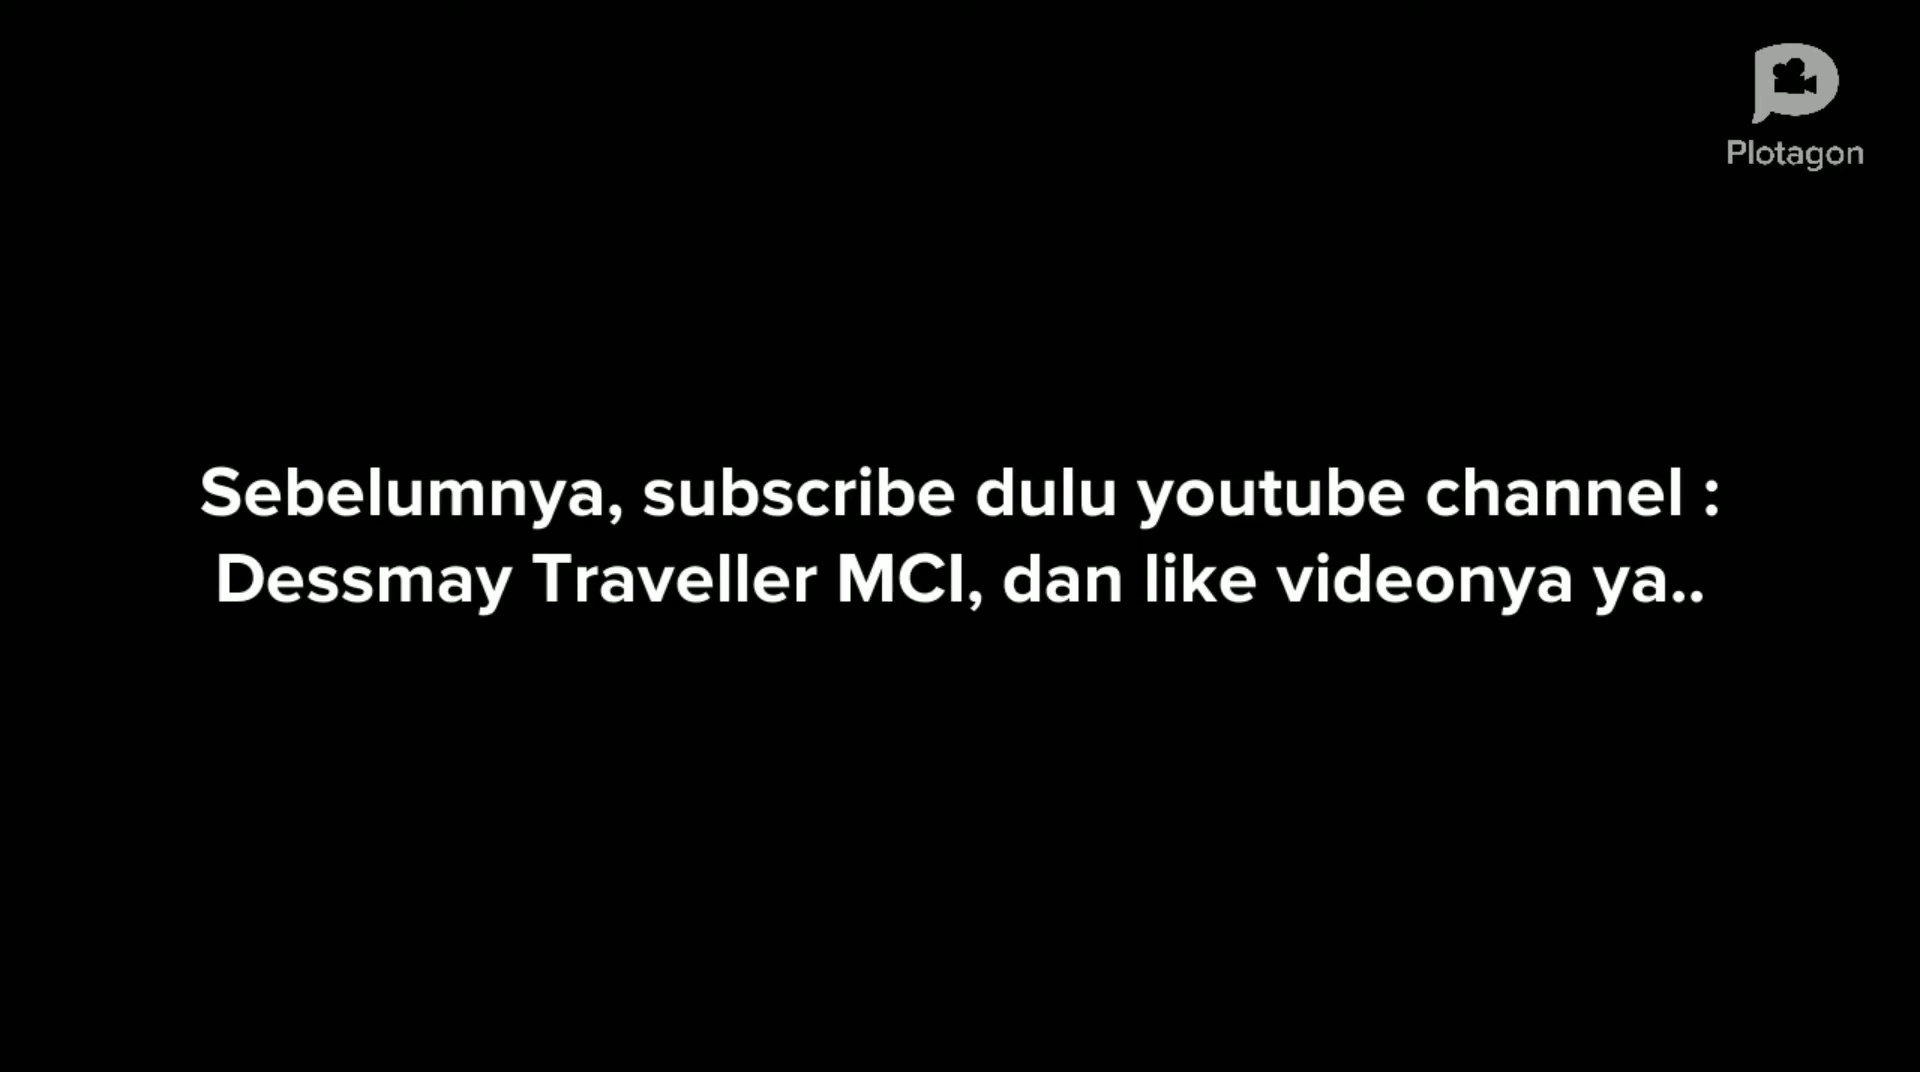 Plotagon
Sebelumnya, subscribe dulu youtube channel :
Dessmay Traveller MCI, dan like videonya ya..